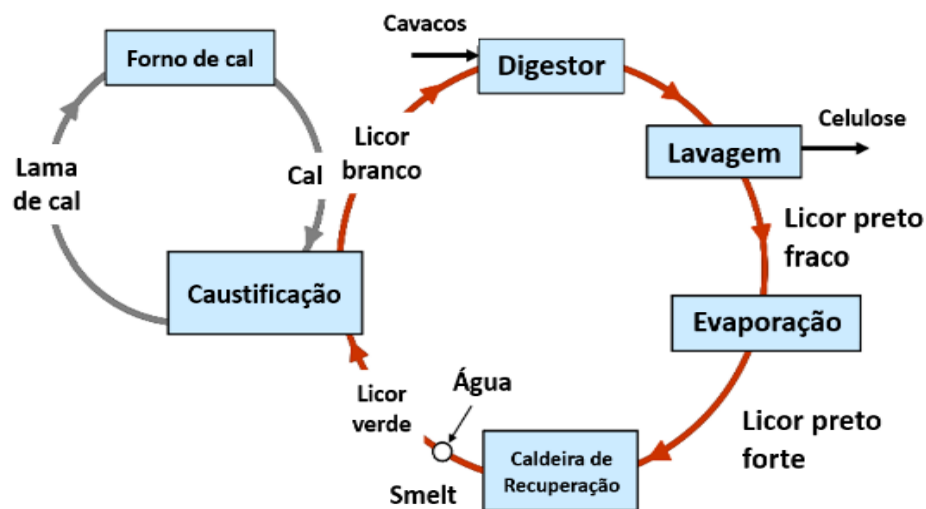 Forno de cal
Cavacos
Digestor
Celulose
Lavagem
Licor
branco
Cal
Lama
de cal
Licor preto
fraco
Caustificação
Evaporação
Água
Licor
verde
Licor preto
forte
Caldeira de
Recuperação
Smelt